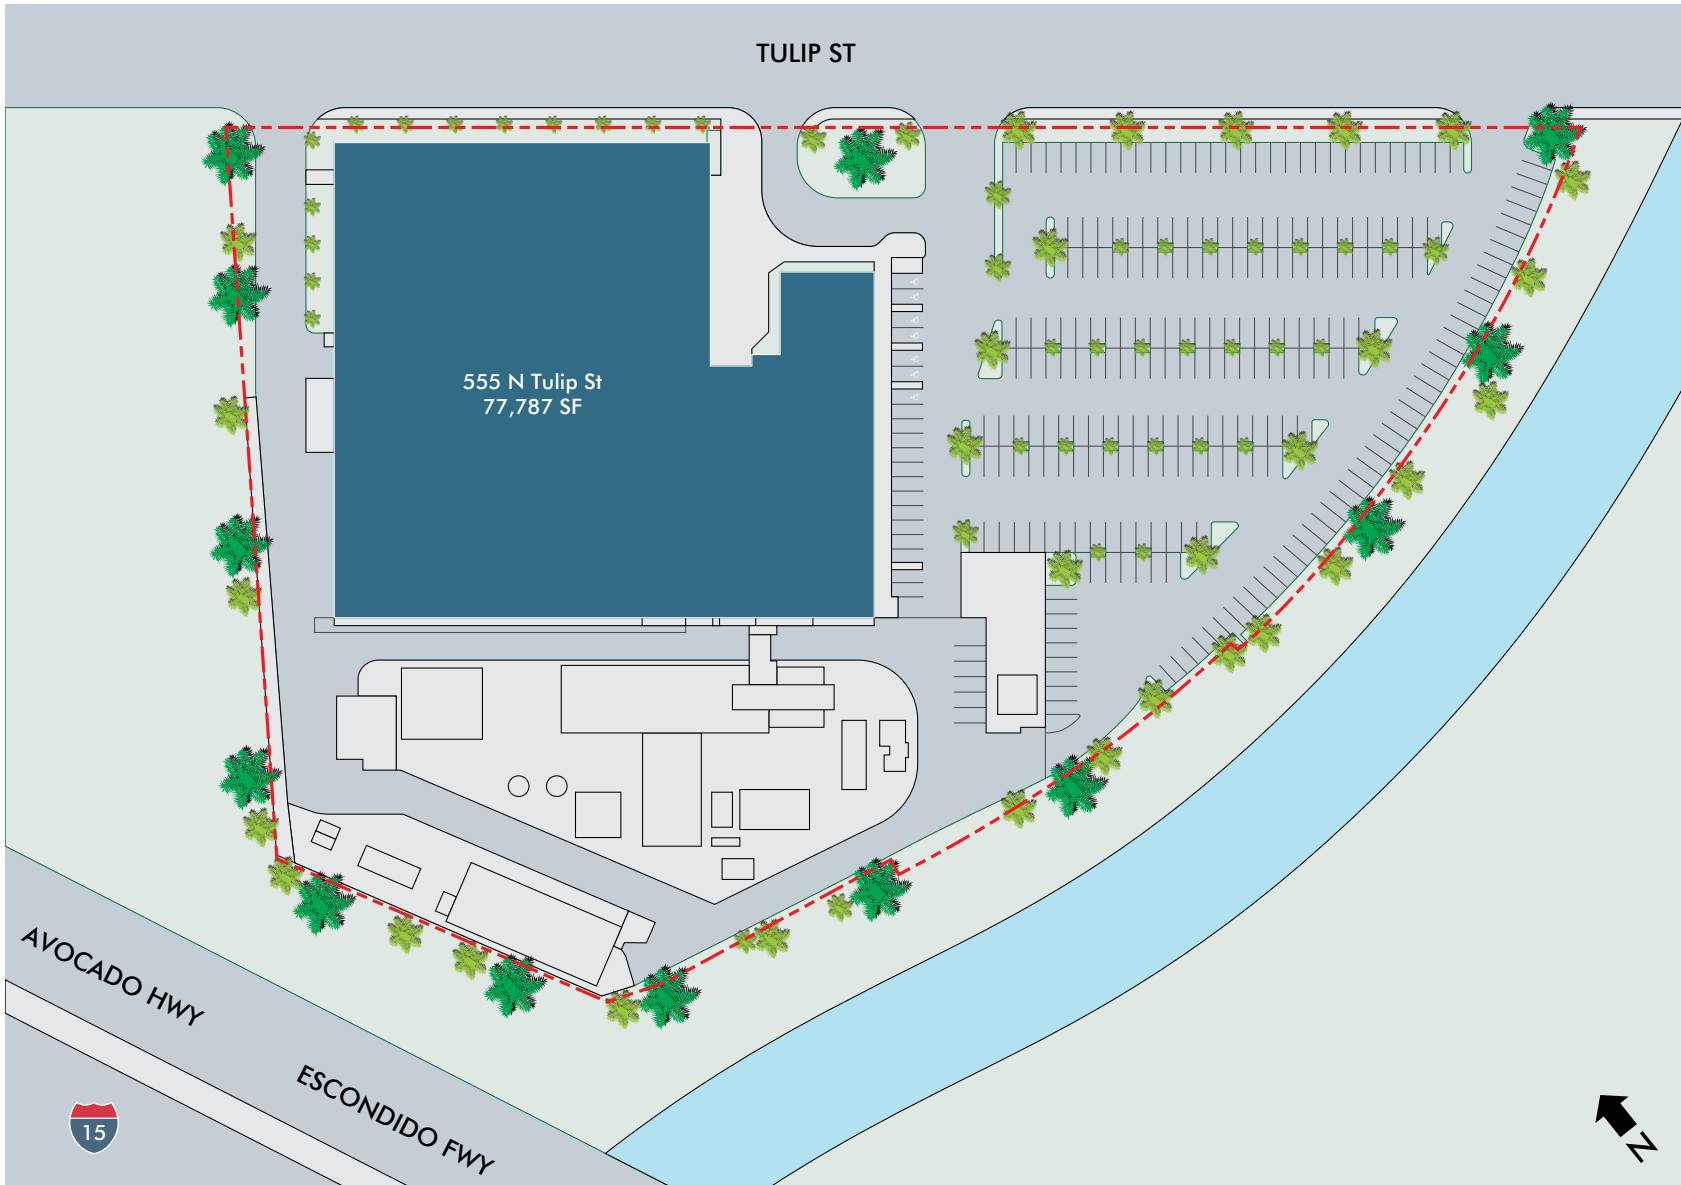 TULIP ST
555 N Tulip St
77,787 SF
AVOCADO HWY
ESCONDIDO FWY
15
N